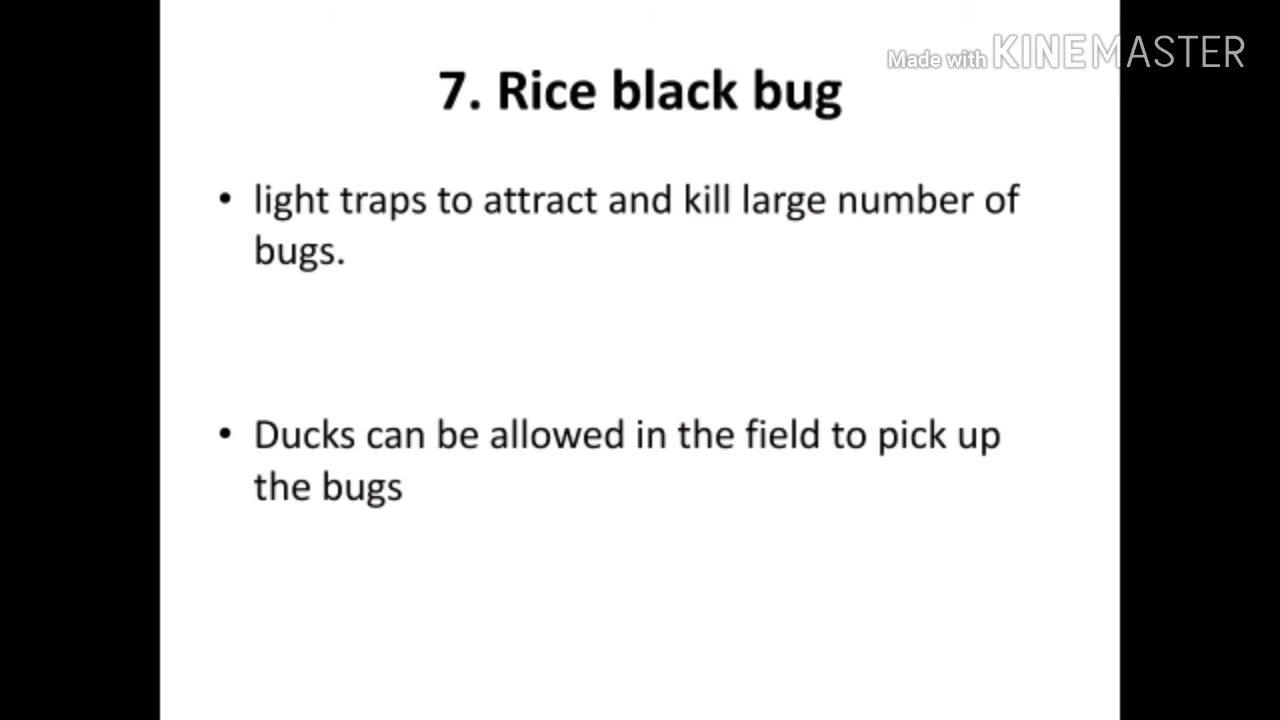 Made with KINEMASTER
7. Rice black bug
• light traps to attract and kill large number of
bugs.
• Ducks can be allowed in the field to pick up
the bugs